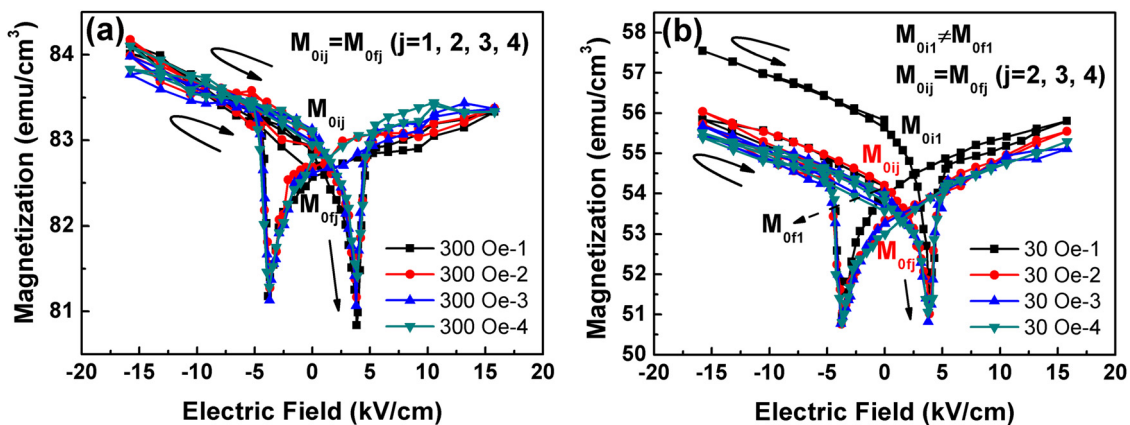 (a)
M0ij=M0fj (j=1, 2, 3, 4)
M0ij
M0fj
300 Oe-1
300 Oe-2
300 Oe-3
300 Oe-4
84
83
82
81
-20 -15 -10 -5 0 5 10 15 20
Electric Field (kV/cm)
Magnetization (emu/cm³)
(b)
M0i1≠M0f1
M0ij=M0fj (j=2, 3, 4)
M0i1
M0ij
M0f1
M0fj
30 Oe-1
30 Oe-2
30 Oe-3
30 Oe-4
58
57
56
55
54
53
52
51
50
-20 -15 -10 -5 0 5 10 15 20
Electric Field (kV/cm)
Magnetization (emu/cm³)